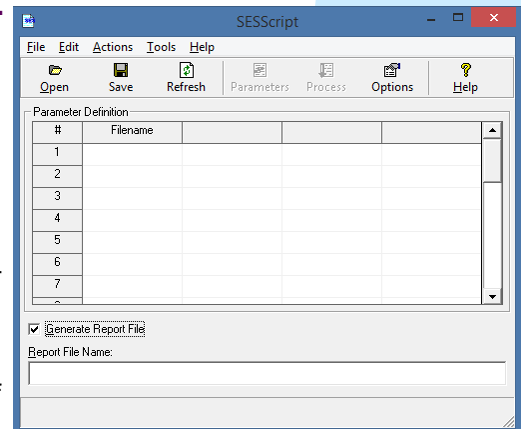 SESScript
File Edit Actions Tools Help
Open Save Refresh Parameters Process Options Help
Parameter Definition
# Filename
1
2
3
4
5
6
7
Generate Report File
Report File Name: